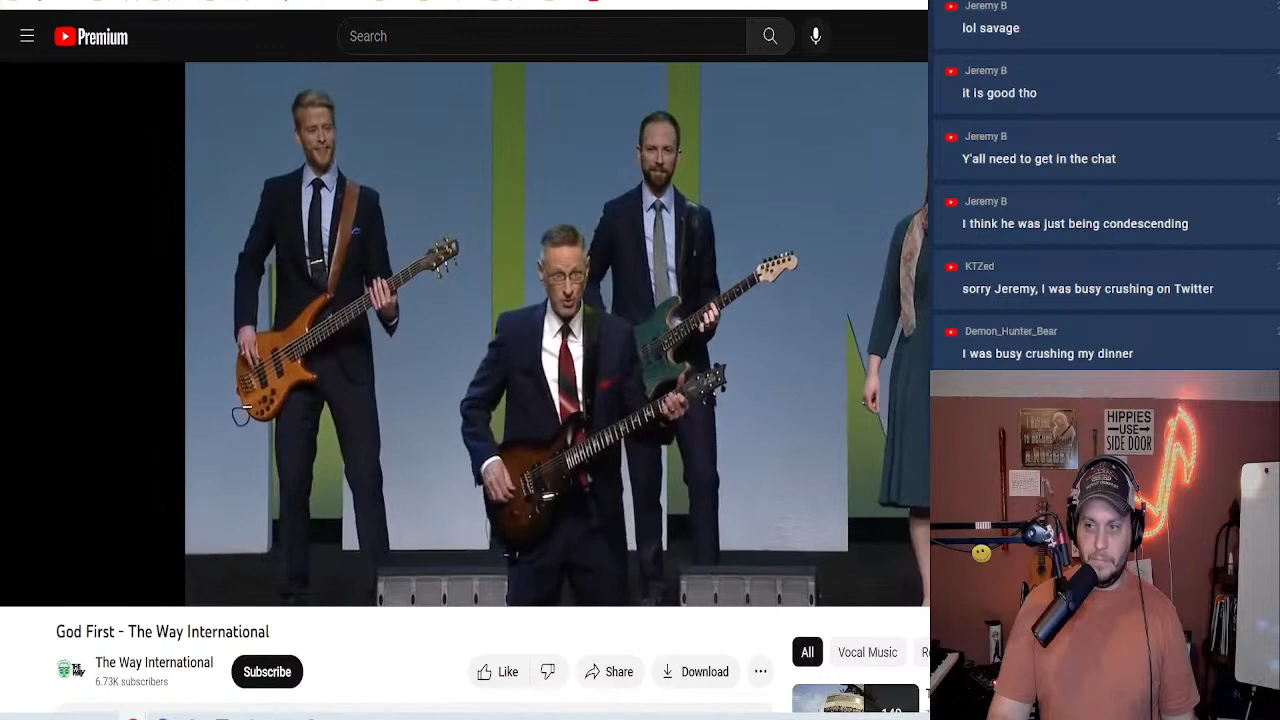 Premium
Search
God First - The Way International
The Way International
6.73K subscribers
Subscribe
Like
Share
Download
All
Vocal Music
Jeremy B
lol savage
Jeremy B
it is good tho
Jeremy B
Y'all need to get in the chat
Jeremy B
I think he was just being condescending
KTZed
sorry Jeremy, I was busy crushing on Twitter
Demon_Hunter_Bear
I was busy crushing my dinner
HIPPIES
USE
SIDE DOOR